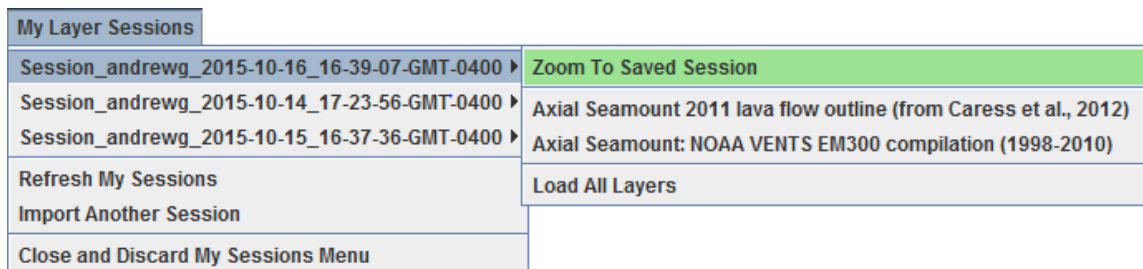 My Layer Sessions
Session_andrewg_2015-10-16_16-39-07-GMT-0400
Session_andrewg_2015-10-14_17-23-56-GMT-0400
Session_andrewg_2015-10-15_16-37-36-GMT-0400
Refresh My Sessions
Import Another Session
Close and Discard My Sessions Menu
Zoom To Saved Session
Axial Seamount 2011 lava flow outline (from Caress et al., 2012)
Axial Seamount: NOAA VENTS EM300 compilation (1998-2010)
Load All Layers